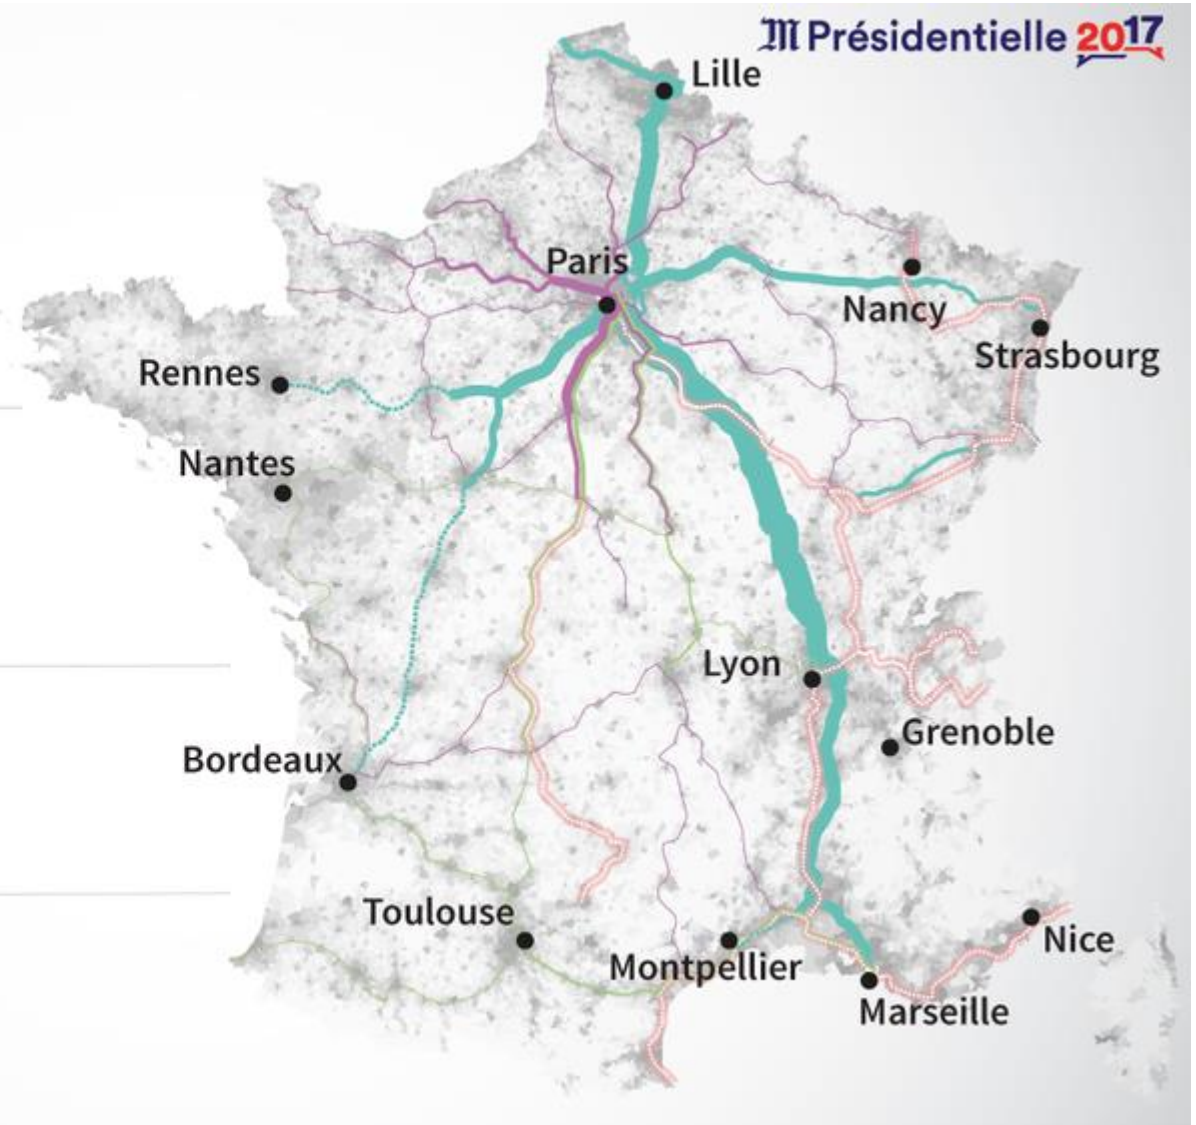 M Présidentielle 2017
Lille
Paris
Nancy
Strasbourg
Rennes
Nantes
Lyon
Grenoble
Bordeaux
Toulouse
Montpellier
Nice
Marseille